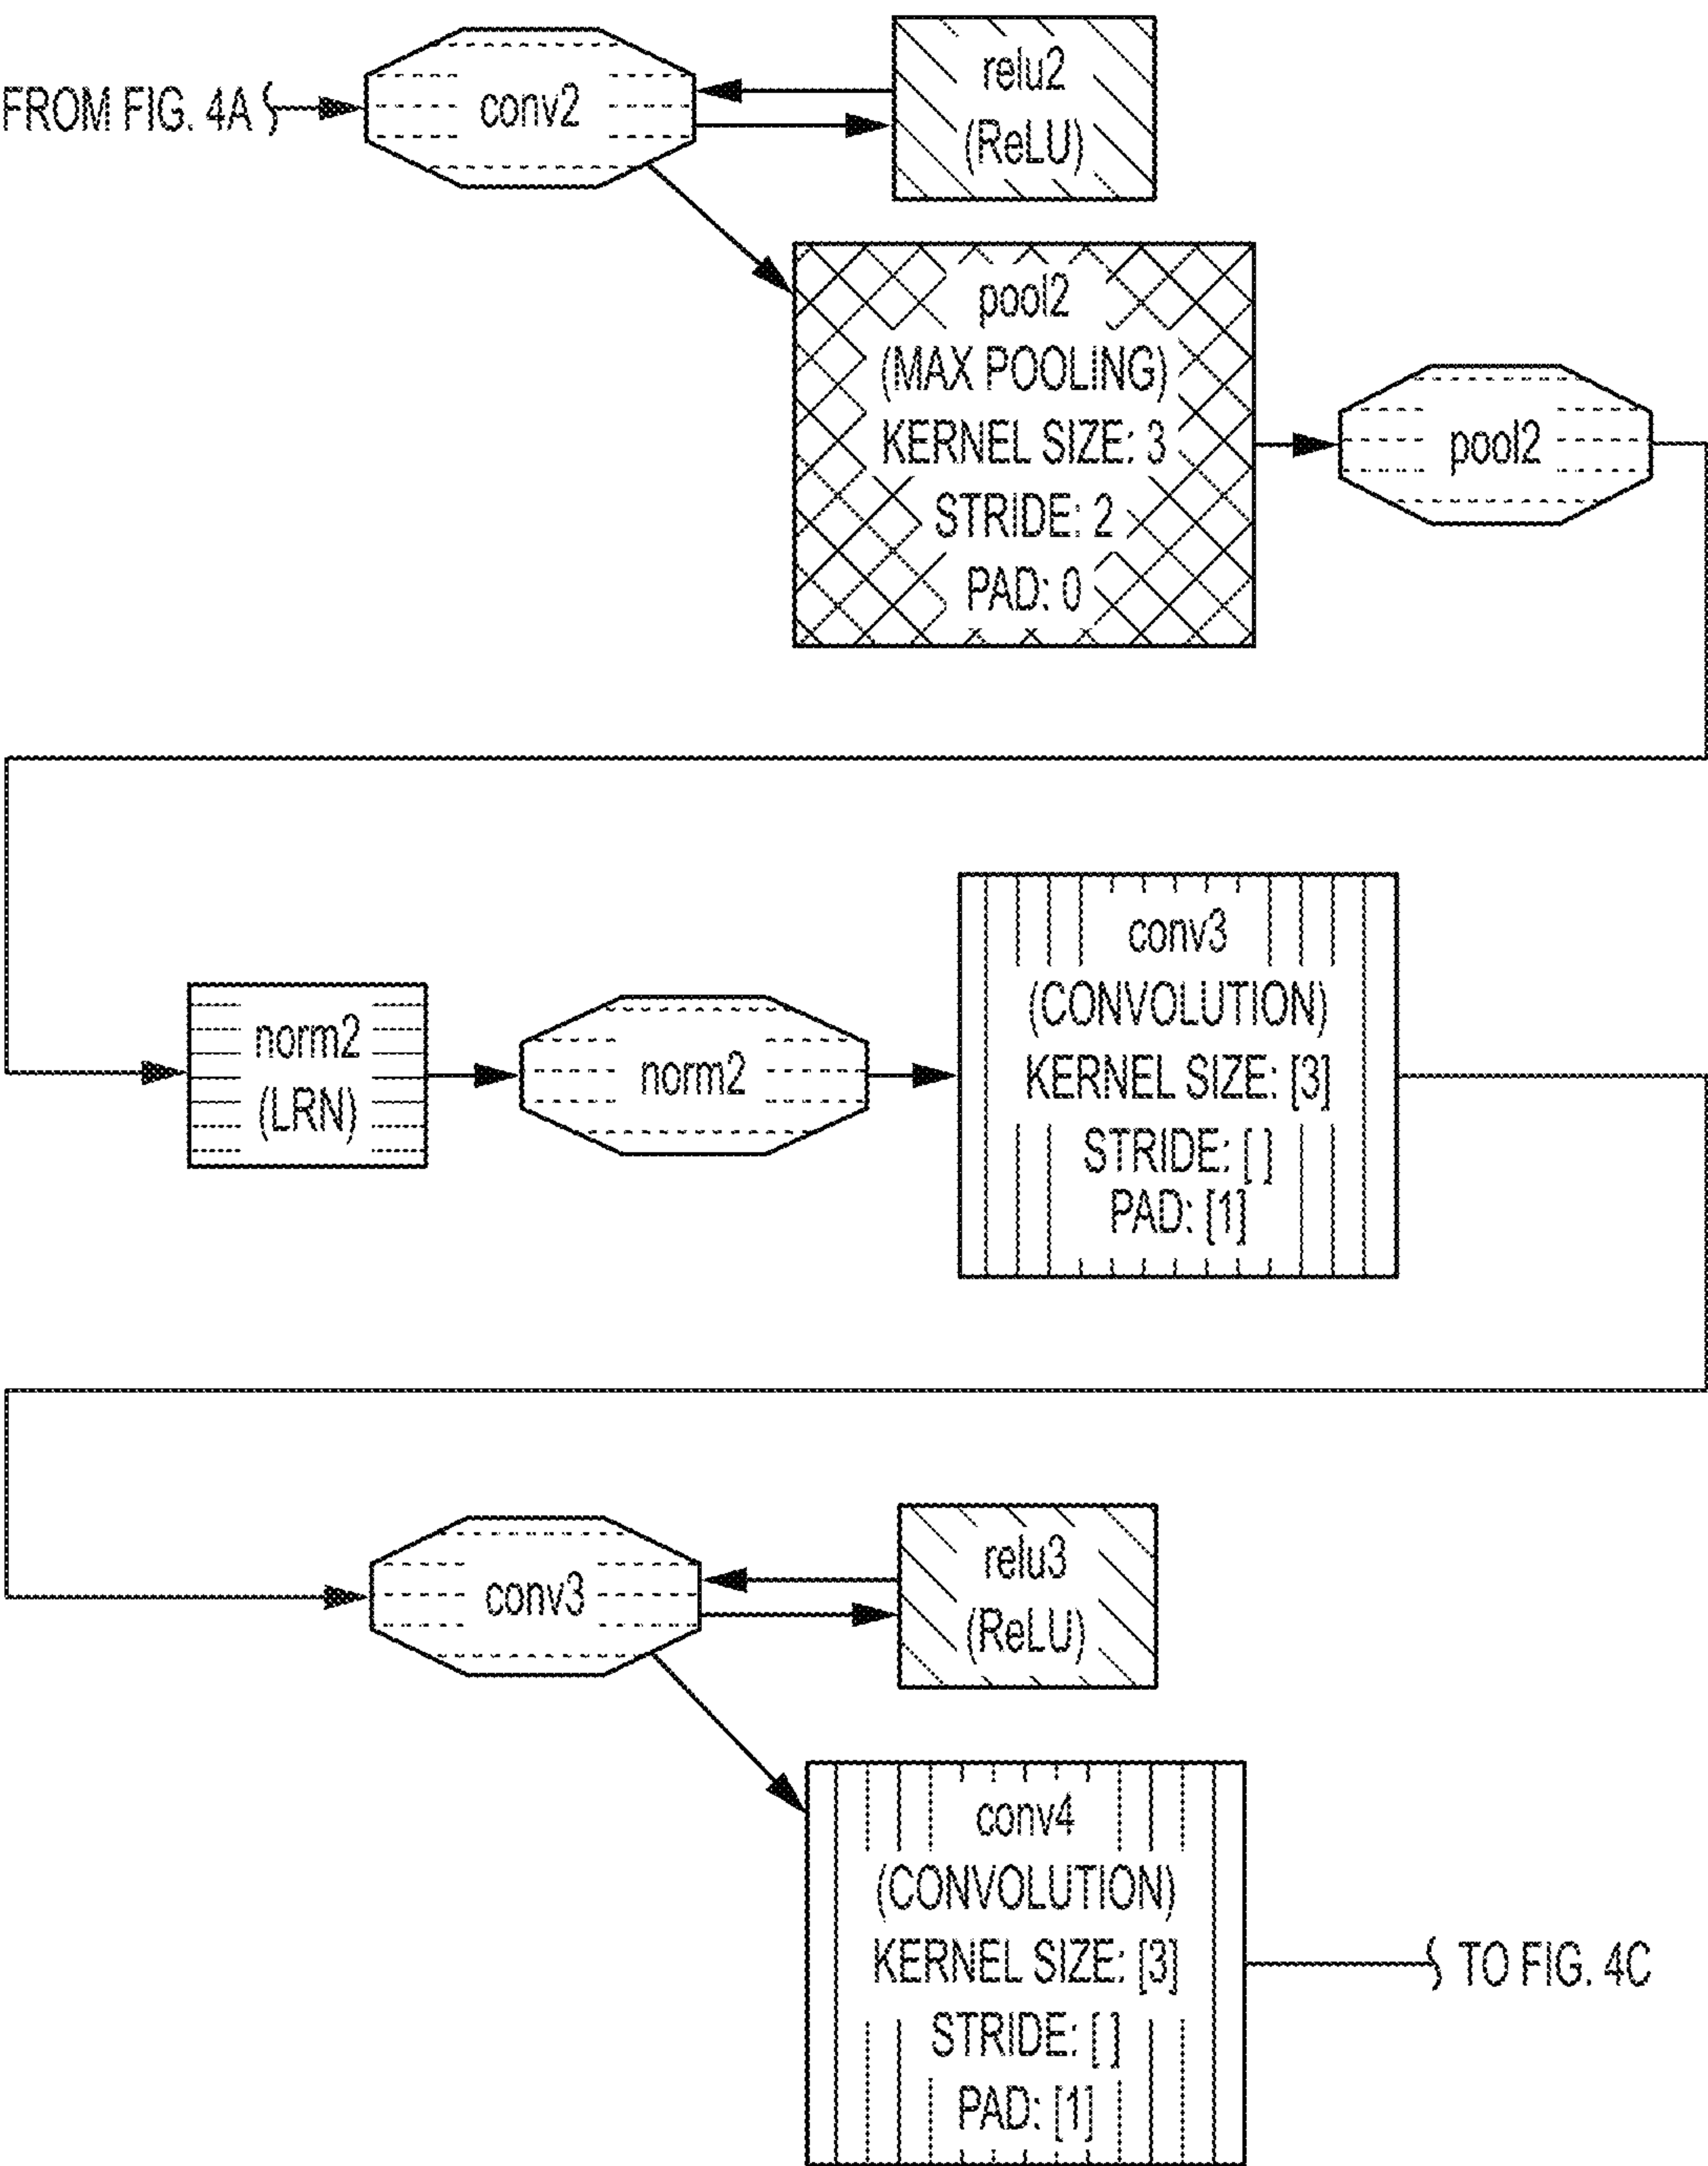 FROM FIG. 4A
conv2
relu2
(ReLU)
pool2
(MAX POOLING)
KERNEL SIZE: 3
STRIDE: 2
PAD: 0
pool2
norm2
(LRN)
norm2
conv3
(CONVOLUTION)
KERNEL SIZE: [3]
STRIDE: [ ]
PAD: [1]
conv3
relu3
(ReLU)
conv4
(CONVOLUTION)
KERNEL SIZE: [3]
STRIDE: [ ]
PAD: [1]
TO FIG. 4C